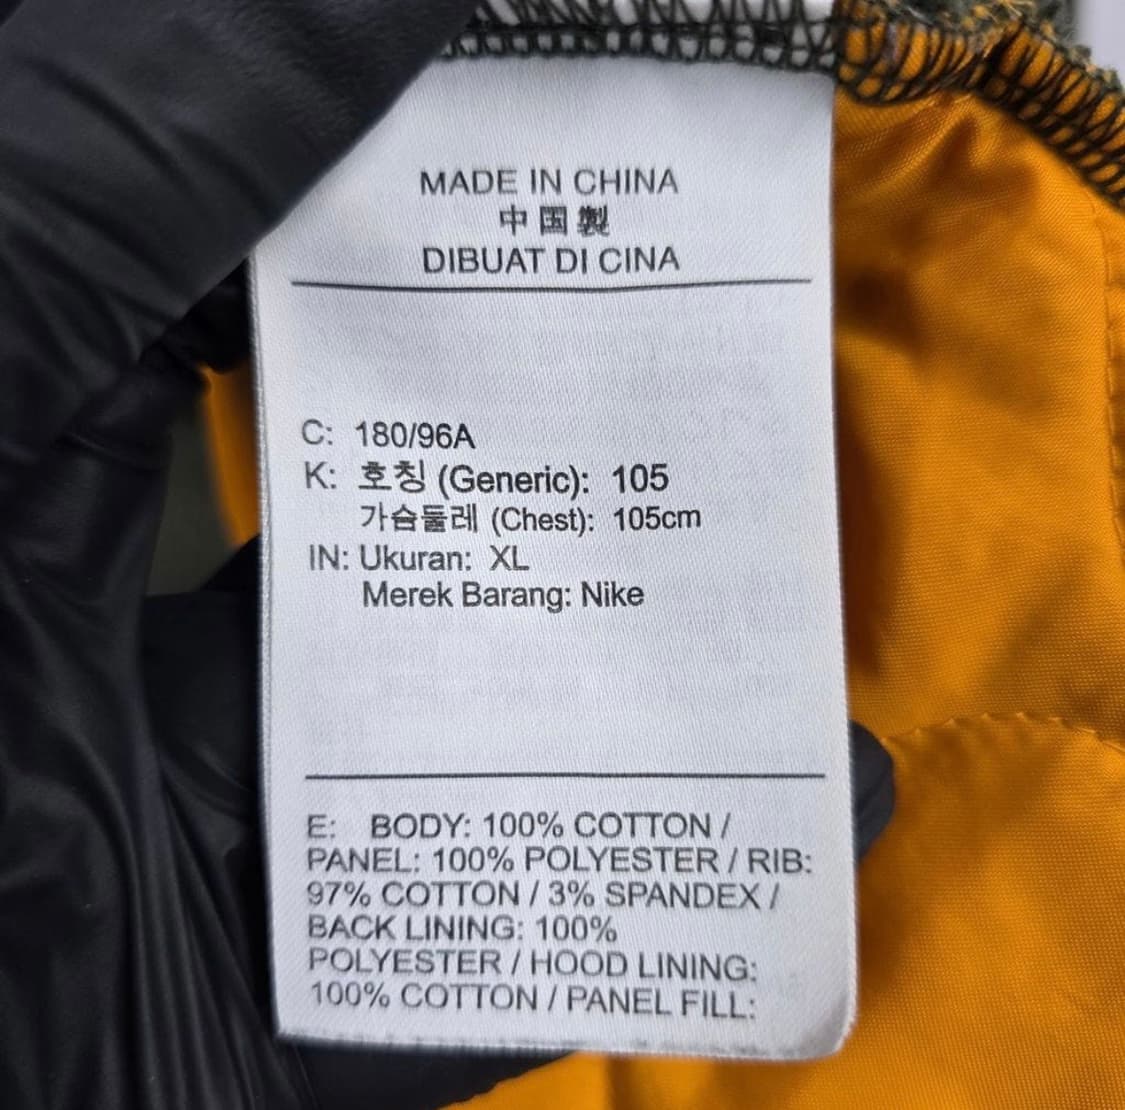 MADE IN CHINA
中国製
DIBUAT DI CINA
C: 180/96A
K: 호칭 (Generic): 105
가슴둘레 (Chest): 105cm
IN: Ukuran: XL
Merek Barang: Nike
E: BODY: 100% COTTON /
PANEL: 100% POLYESTER / RIB:
97% COTTON / 3% SPANDEX /
BACK LINING: 100%
POLYESTER / HOOD LINING:
100% COTTON / PANEL FILL: